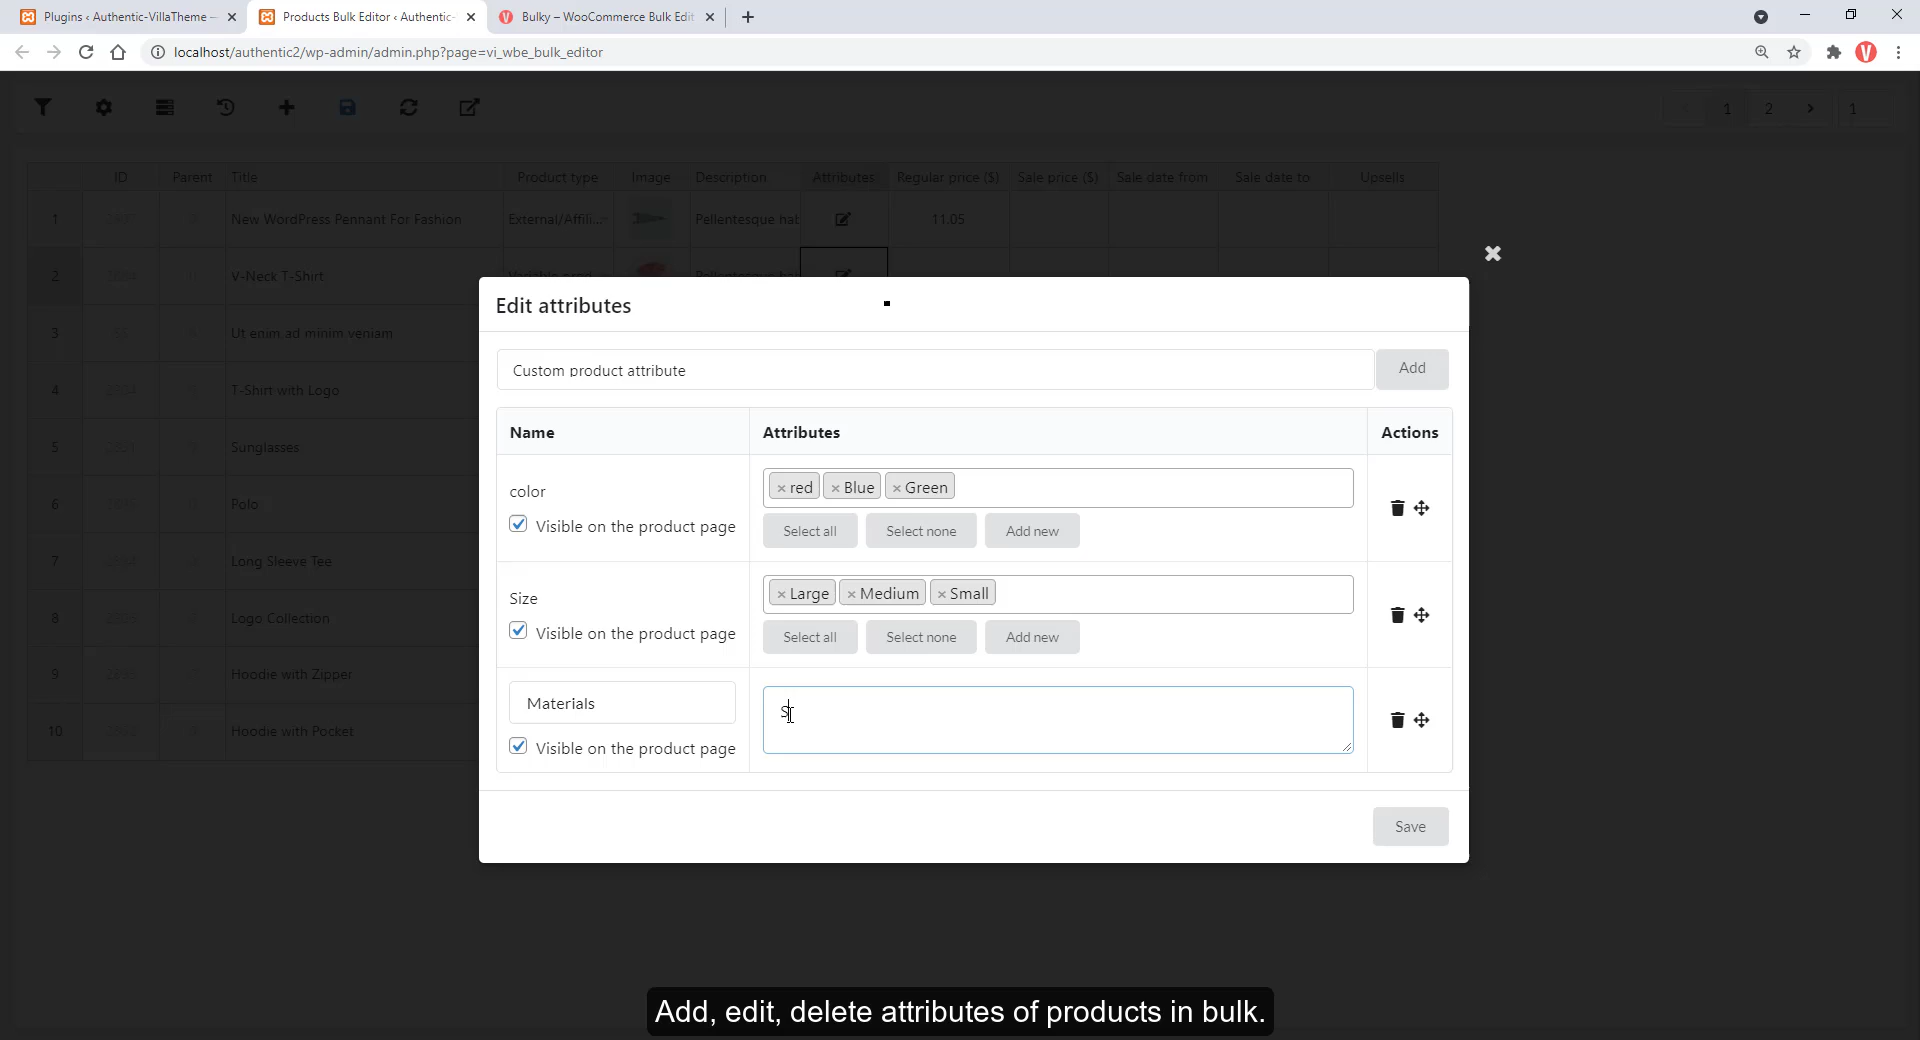 Plugins ‹ Authentic-VillaTheme –
Products Bulk Editor ‹ Authentic-
Bulky – WooCommerce Bulk Edit
localhost/authentic2/wp-admin/admin.php?page=vi_wbe_bulk_editor
1 2 1
ID Parent Title Product type Image Description Attributes Regular price ($) Sale price ($) Sale date from Sale date to Upsells
1 New WordPress Pennant For Fashion External/Affili... Pellentesque hab 11.05
2 V-Neck T-Shirt
3 Ut enim ad minim veniam
4 T-Shirt with Logo
5 Sunglasses
6 Polo
7 Long Sleeve Tee
8 Logo Collection
9 Hoodie with Zipper
10 Hoodie with Pocket
Edit attributes
Custom product attribute
Add
Name Attributes Actions
color
× red × Blue × Green
Visible on the product page
Select all Select none Add new
Size
× Large × Medium × Small
Visible on the product page
Select all Select none Add new
Materials
S
Visible on the product page
Save
Add, edit, delete attributes of products in bulk.